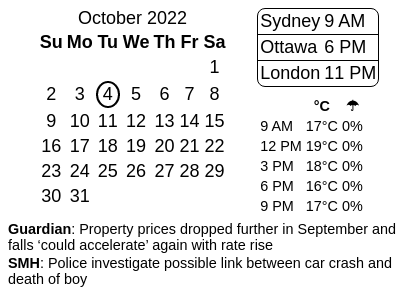 October 2022
Su Mo Tu We Th Fr Sa
1
2 3 4 5 6 7 8
9 10 11 12 13 14 15
16 17 18 19 20 21 22
23 24 25 26 27 28 29
30 31
Sydney 9 AM
Ottawa 6 PM
London 11 PM
°C ☂
9 AM 17°C 0%
12 PM 19°C 0%
3 PM 18°C 0%
6 PM 16°C 0%
9 PM 17°C 0%
Guardian: Property prices dropped further in September and
falls ‘could accelerate’ again with rate rise
SMH: Police investigate possible link between car crash and
death of boy